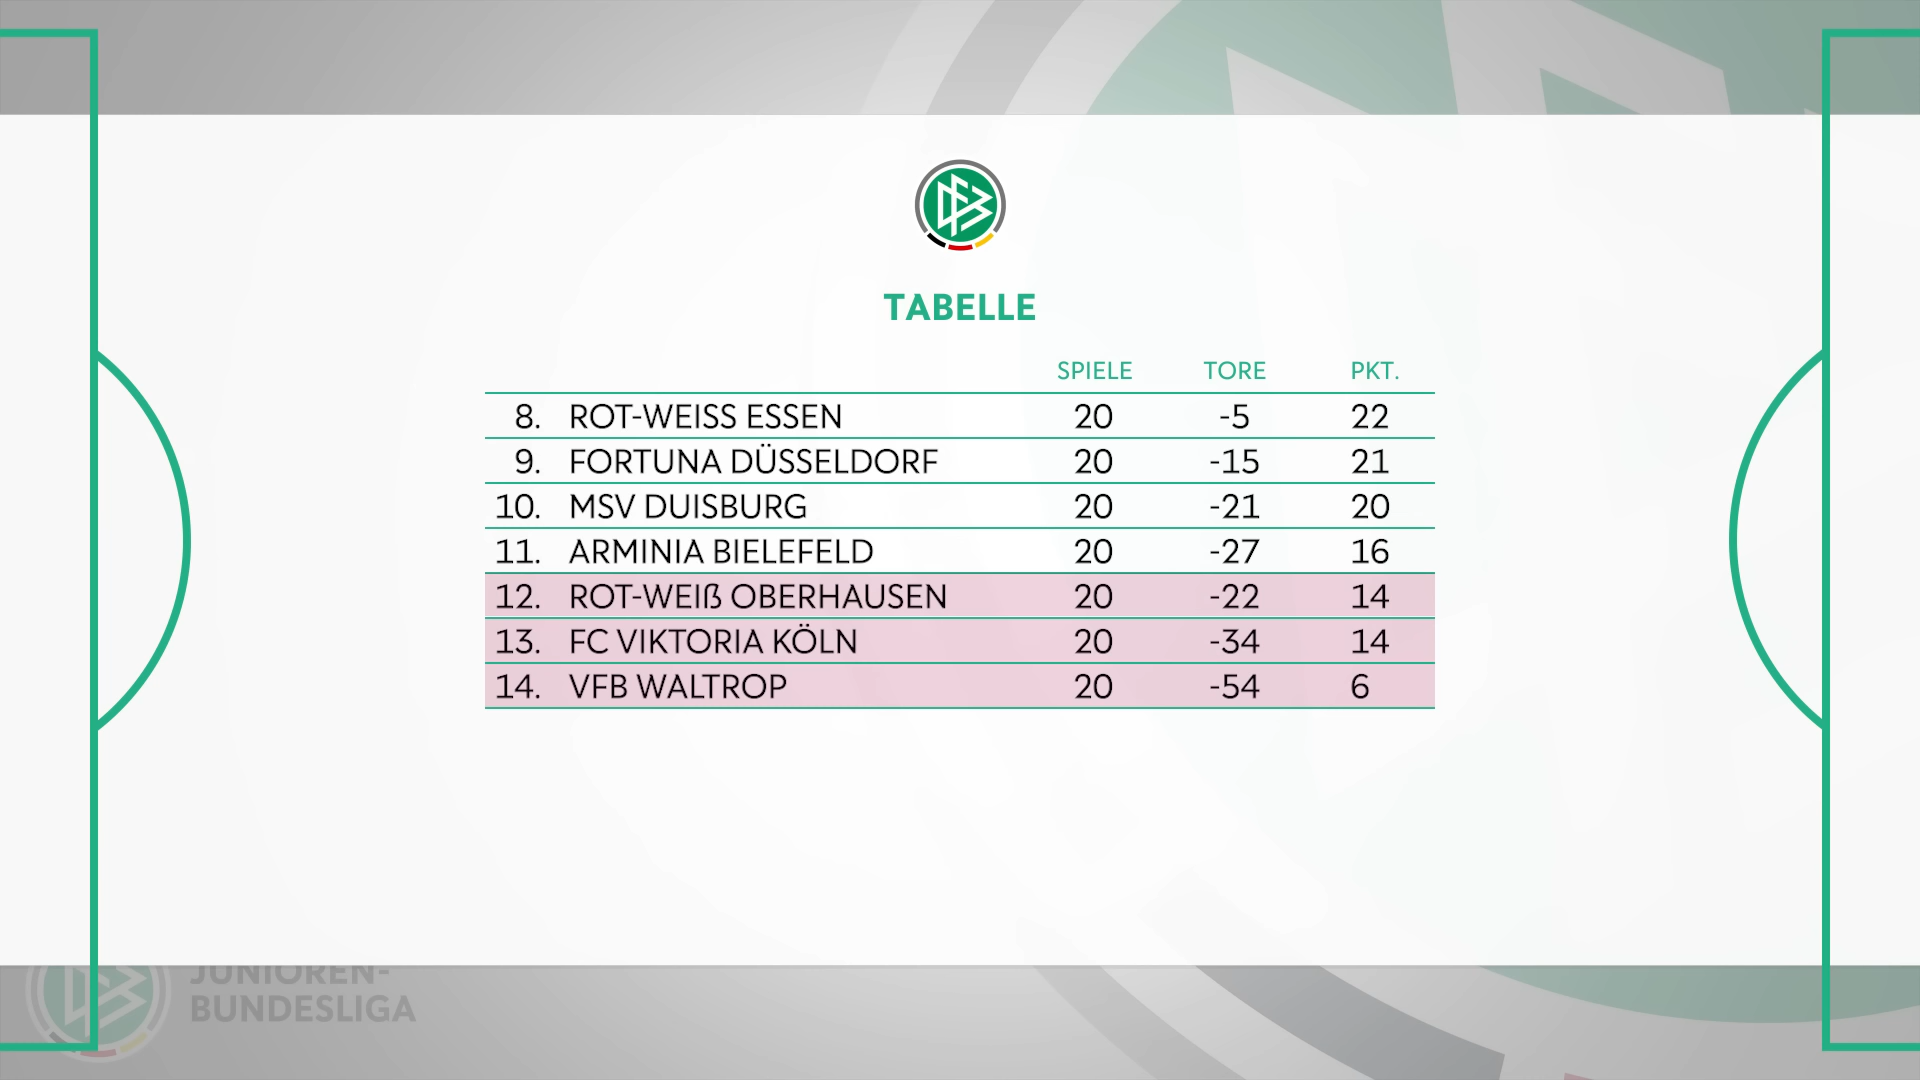 TABELLE
SPIELE TORE PKT.
8. ROT-WEISS ESSEN 20 -5 22
9. FORTUNA DÜSSELDORF 20 -15 21
10. MSV DUISBURG 20 -21 20
11. ARMINIA BIELEFELD 20 -27 16
12. ROT-WEIß OBERHAUSEN 20 -22 14
13. FC VIKTORIA KÖLN 20 -34 14
14. VFB WALTROP 20 -54 6
JUNIOREN-
BUNDESLIGA